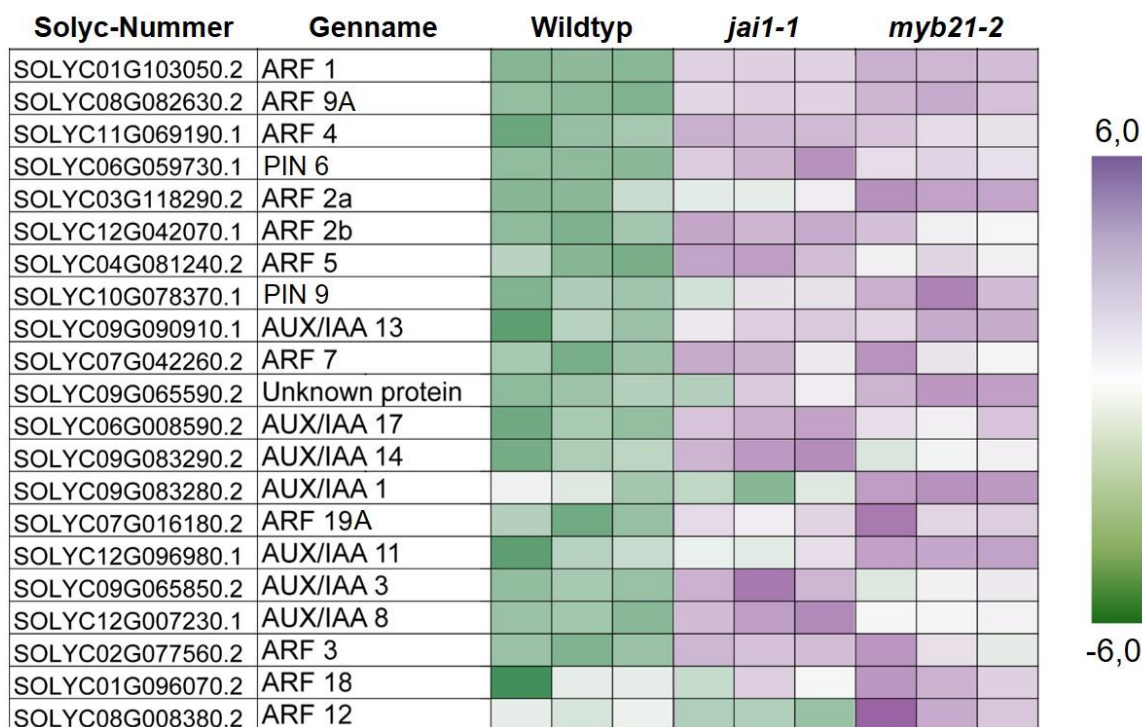 Solyc-Nummer Genname Wildtyp jai1-1 myb21-2
SOLYC01G103050.2 ARF 1
SOLYC08G082630.2 ARF 9A
SOLYC11G069190.1 ARF 4
SOLYC06G059730.1 PIN 6
SOLYC03G118290.2 ARF 2a
SOLYC12G042070.1 ARF 2b
SOLYC04G081240.2 ARF 5
SOLYC10G078370.1 PIN 9
SOLYC09G090910.1 AUX/IAA 13
SOLYC07G042260.2 ARF 7
SOLYC09G065590.2 Unknown protein
SOLYC06G008590.2 AUX/IAA 17
SOLYC09G083290.2 AUX/IAA 14
SOLYC09G083280.2 AUX/IAA 1
SOLYC07G016180.2 ARF 19A
SOLYC12G096980.1 AUX/IAA 11
SOLYC09G065850.2 AUX/IAA 3
SOLYC12G007230.1 AUX/IAA 8
SOLYC02G077560.2 ARF 3
SOLYC01G096070.2 ARF 18
SOLYC08G008380.2 ARF 12
6,0
-6,0